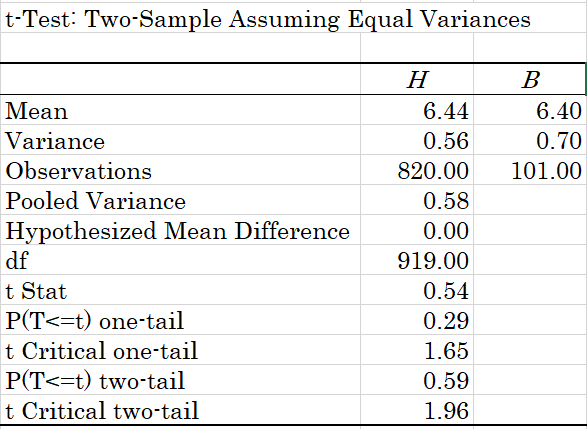 t-Test: Two-Sample Assuming Equal Variances
H B
Mean 6.44 6.40
Variance 0.56 0.70
Observations 820.00 101.00
Pooled Variance 0.58
Hypothesized Mean Difference 0.00
df 919.00
t Stat 0.54
P(T<=t) one-tail 0.29
t Critical one-tail 1.65
P(T<=t) two-tail 0.59
t Critical two-tail 1.96